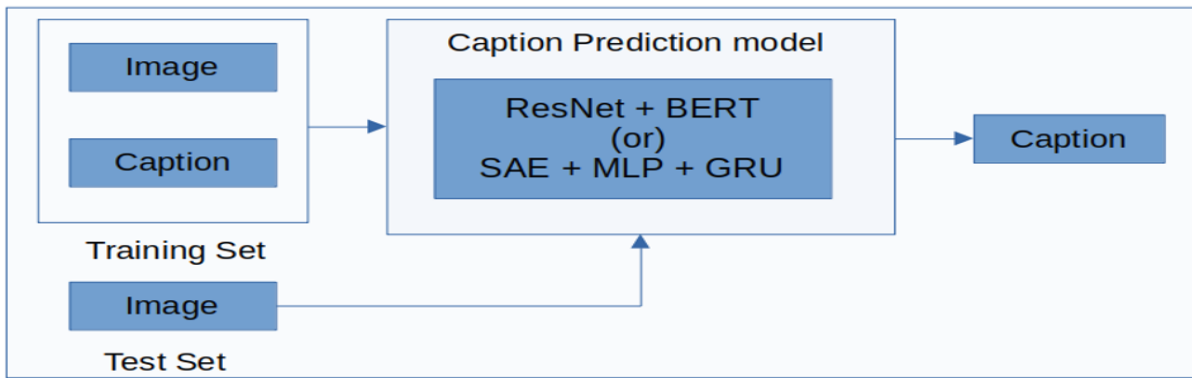 Image
Caption
Training Set
Image
Test Set
Caption Prediction model
ResNet + BERT
(or)
SAE + MLP + GRU
Caption